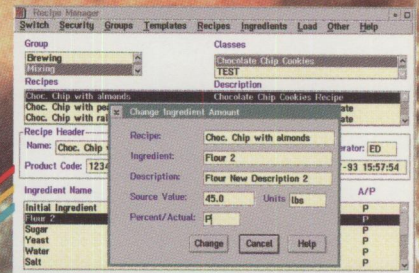 Recipe Manager
Switch Security Groups Templates Recipes Ingredients Load Other Help
Group Classes
Brewing Chocolate Chip Cookies
Mixing TEST
Recipes Description
Choc. Chip with almonds Chocolate Chip Cookies Recipe
Choc. Chip with pec ate
Choc. Chip with rai ate
Change Ingredient Amount
Recipe Header
Recipe: Choc. Chip with almonds
Name: Choc. Chip rator: ED
Ingredient: Flour 2
Product Code: 1234 -93 15:57:54
Description: Flour New Description 2
Ingredient Name A/P
Source Value: 45.0 Units lbs
Initial Ingredient P
Percent/Actual: P
Flour 2 P
Sugar P
Yeast P
Change Cancel Help
Water P
Salt P